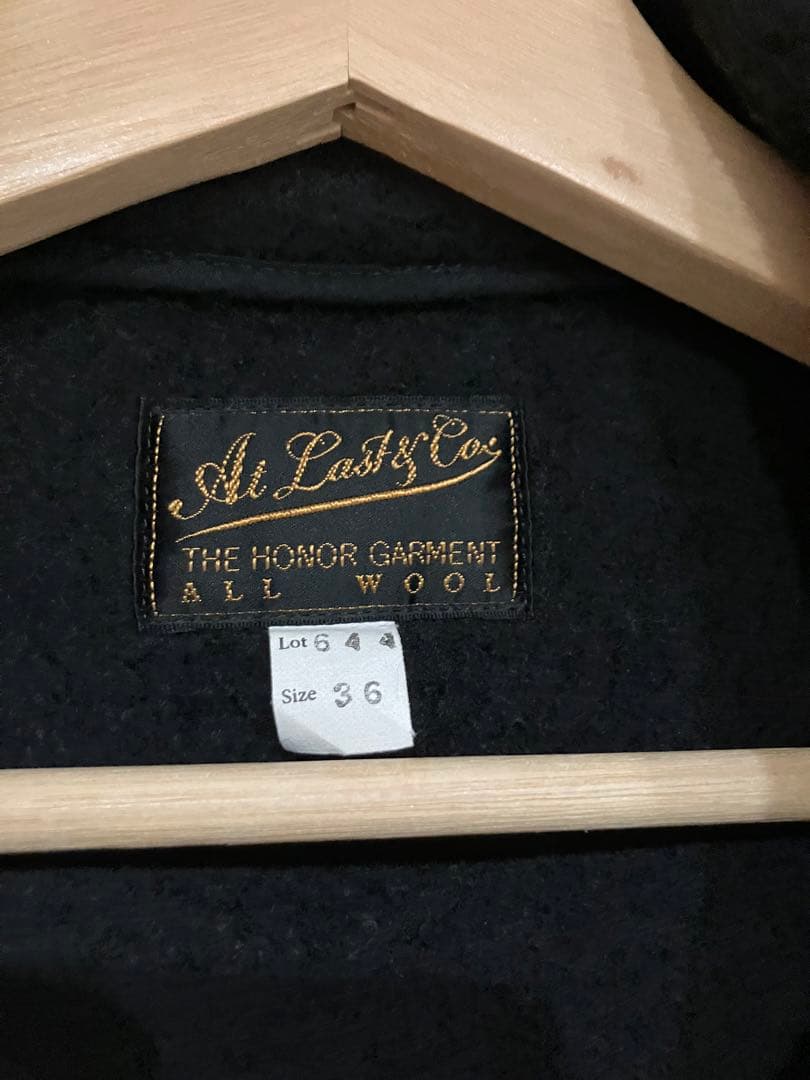 At Last & Co.
THE HONOR GARMENT
ALL WOOL
Lot 644
Size 36